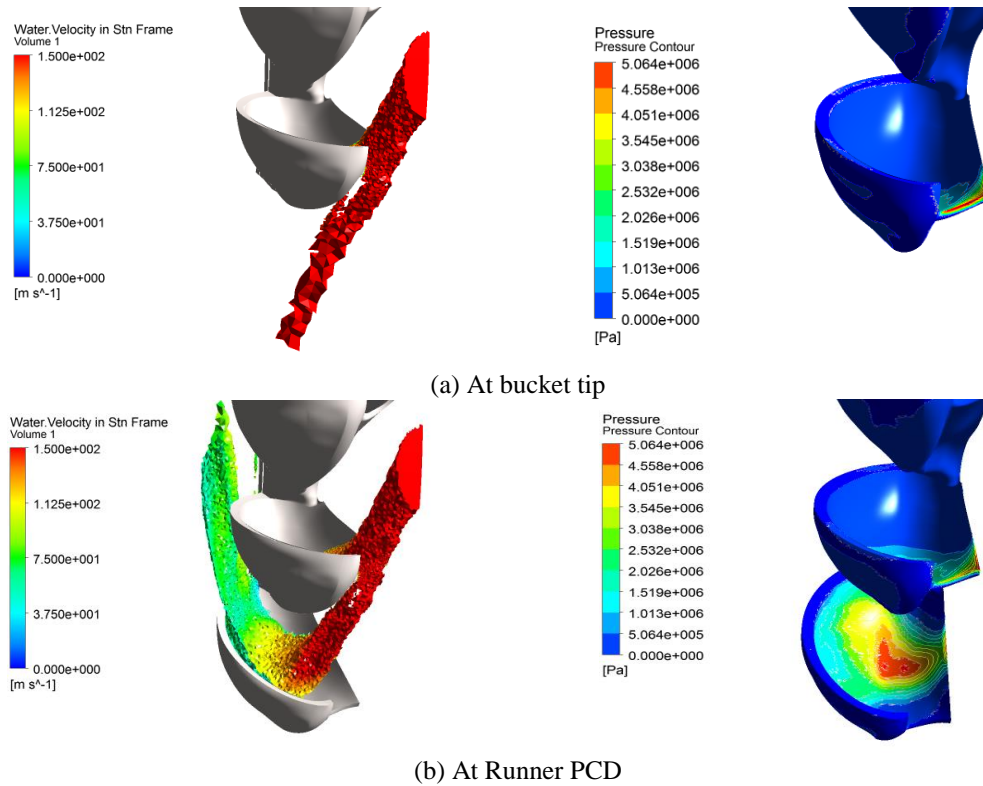 Water.Velocity in Stn Frame
Volume 1
1.500e+002
1.125e+002
7.500e+001
3.750e+001
0.000e+000
[m s^-1]
Pressure
Pressure Contour
5.064e+006
4.558e+006
4.051e+006
3.545e+006
3.038e+006
2.532e+006
2.026e+006
1.519e+006
1.013e+006
5.064e+005
0.000e+000
[Pa]
(a) At bucket tip
Water.Velocity in Stn Frame
Volume 1
1.500e+002
1.125e+002
7.500e+001
3.750e+001
0.000e+000
[m s^-1]
Pressure
Pressure Contour
5.064e+006
4.558e+006
4.051e+006
3.545e+006
3.038e+006
2.532e+006
2.026e+006
1.519e+006
1.013e+006
5.064e+005
0.000e+000
[Pa]
(b) At Runner PCD